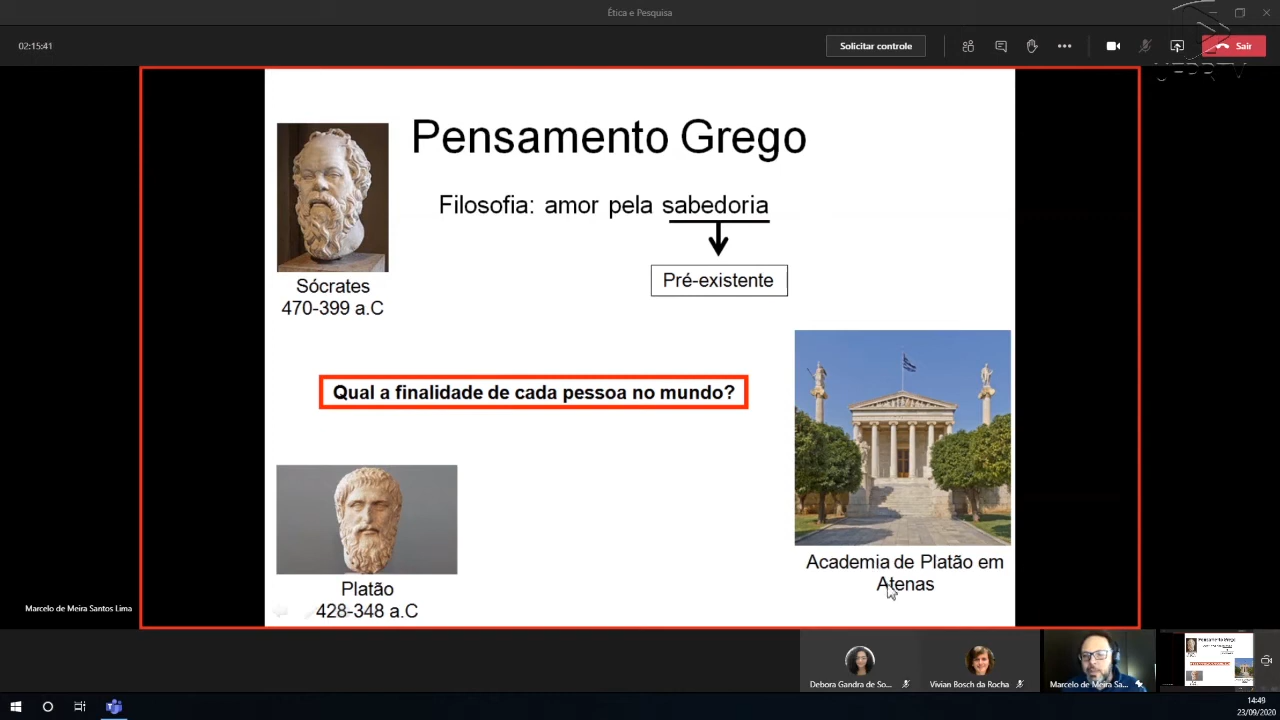 Ética e Pesquisa
02:15:41
Solicitar controle
Sair
Pensamento Grego
Filosofia: amor pela sabedoria
Pré-existente
Sócrates
470-399 a.C
Qual a finalidade de cada pessoa no mundo?
Academia de Platão em
Atenas
Platão
428-348 a.C
Marcelo de Meira Santos Lima
Debora Gandra de So...
Vivian Bosch da Rocha
Marcelo de Meira Sa...
Pensamento Grego
14:49
23/09/2020